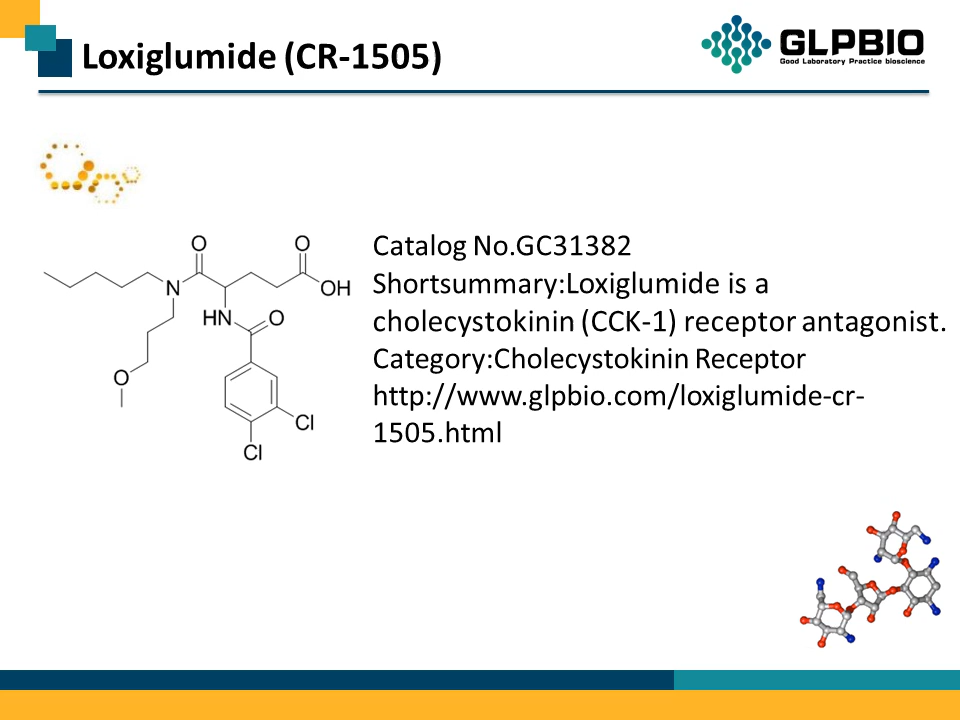 Loxiglumide (CR-1505)
GLPBIO
Good Laboratory Practice bioscience
O
O
N
OH
HN
O
O
Cl
Cl
Catalog No.GC31382
Shortsummary:Loxiglumide is a
cholecystokinin (CCK-1) receptor antagonist.
Category:Cholecystokinin Receptor
http://www.glpbio.com/loxiglumide-cr-
1505.html